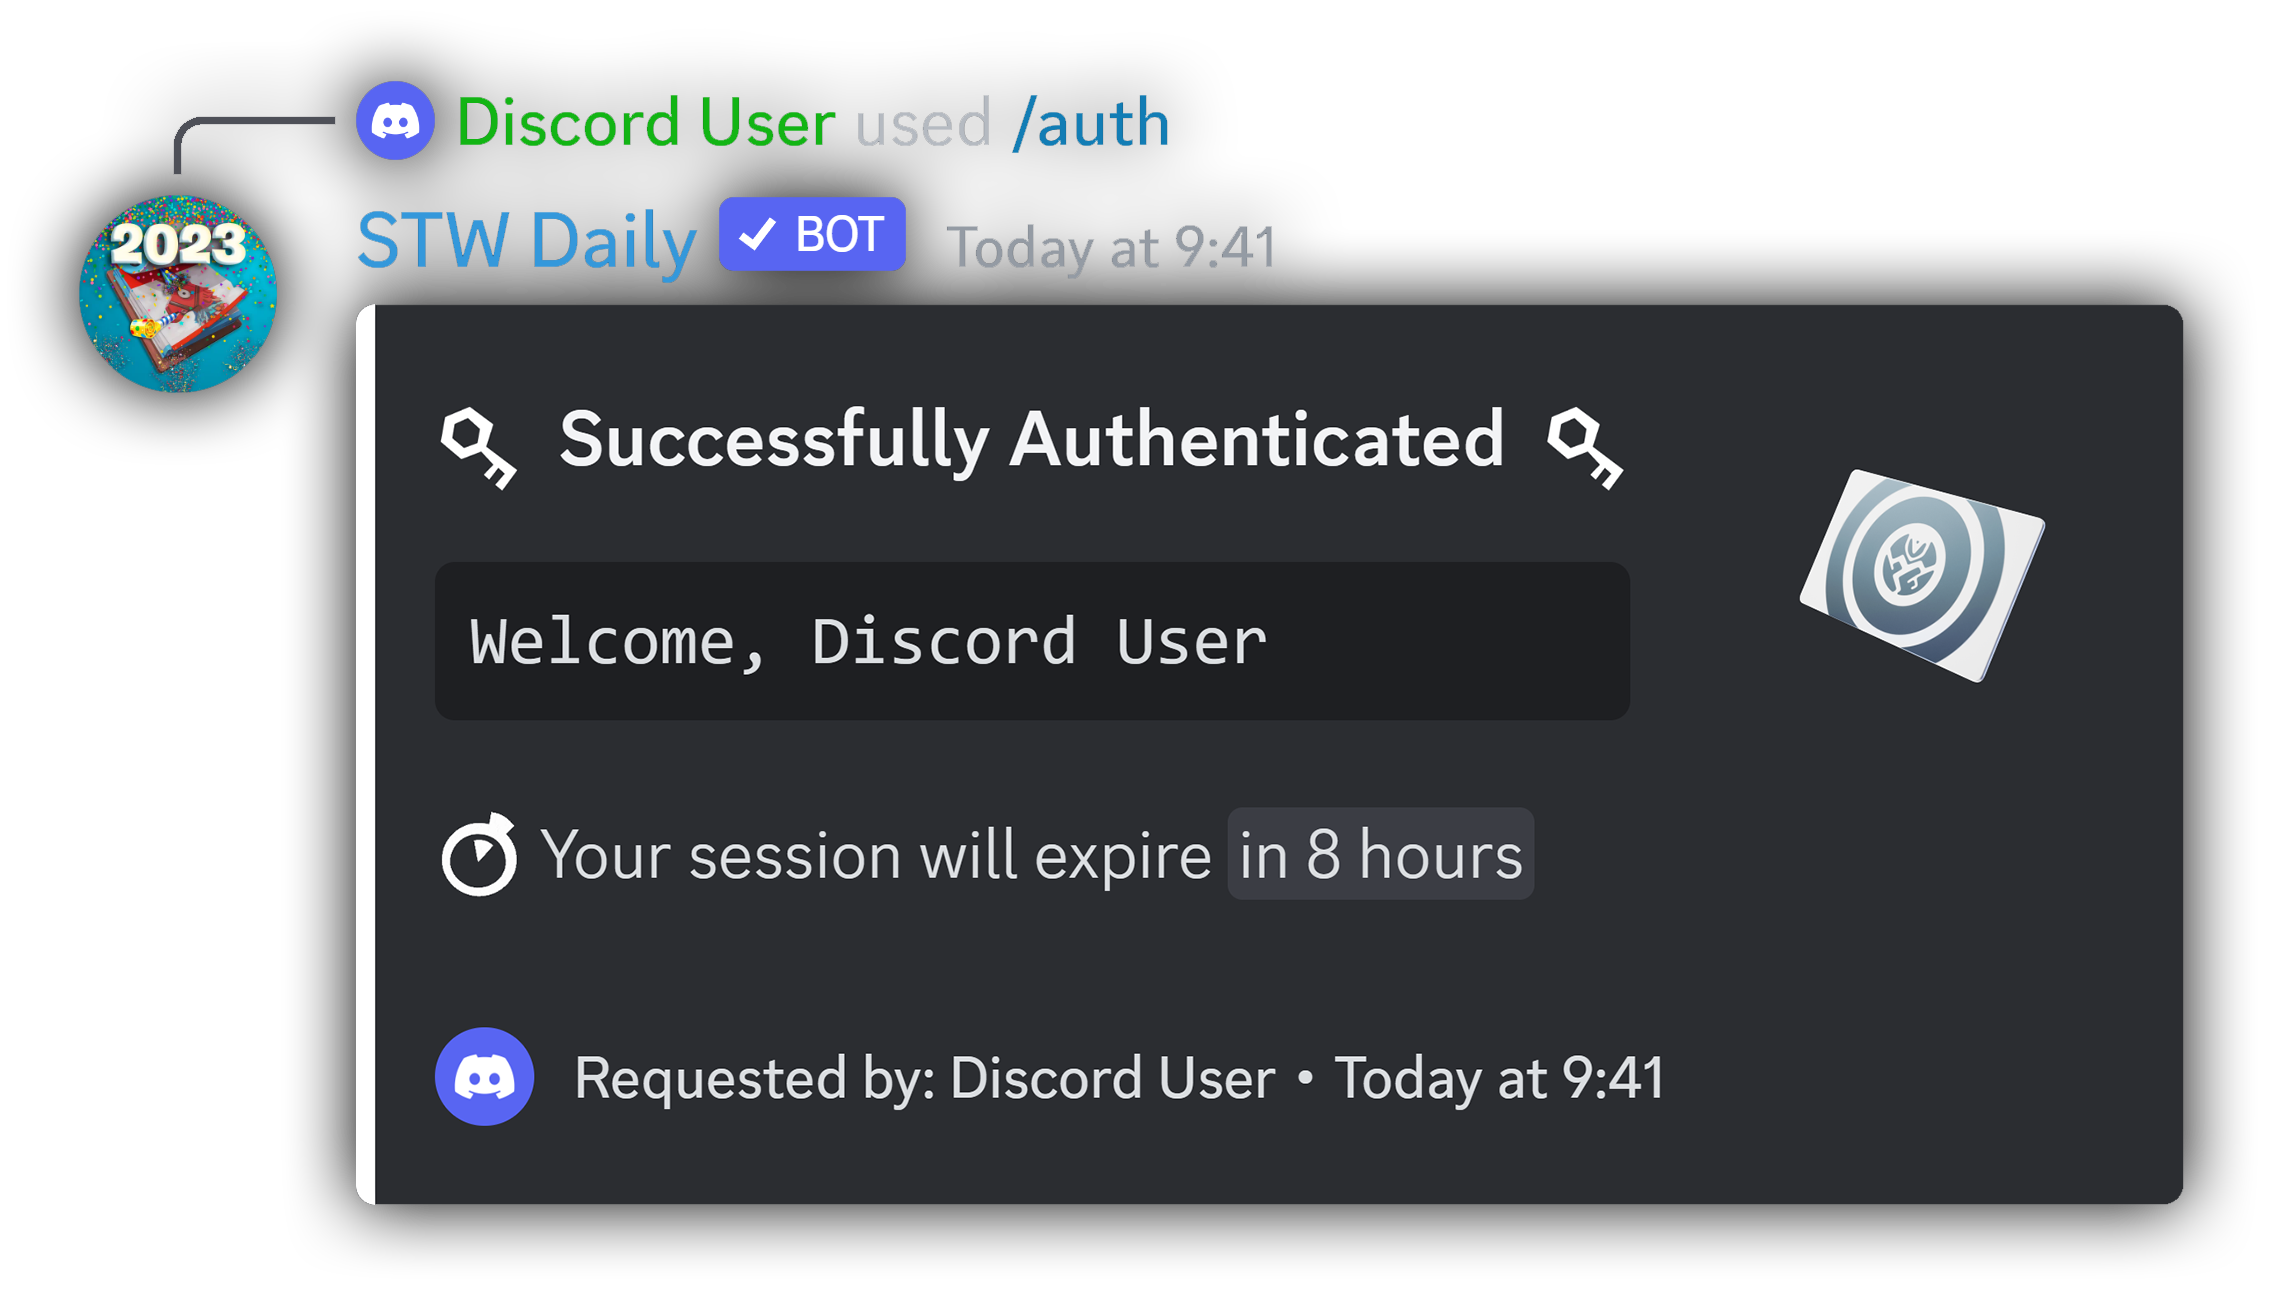 Discord User used /auth
2023
STW Daily ✓ BOT Today at 9:41
Successfully Authenticated
Welcome, Discord User
Your session will expire in 8 hours
Requested by: Discord User • Today at 9:41